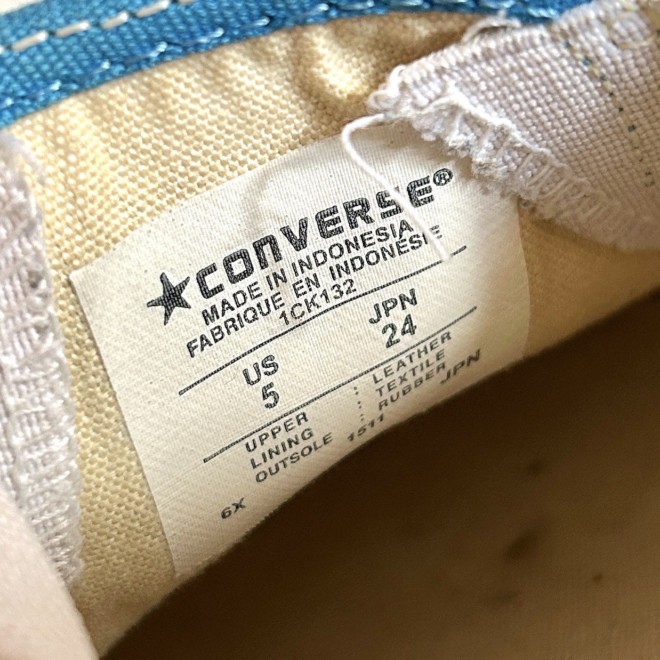 ★CONVERSE®
MADE IN INDONESIA
FABRIQUE EN INDONESIE
1CK132
US JPN
5 24
UPPER : LEATHER
LINING : TEXTILE
OUTSOLE : RUBBER
6X 1511 JPN